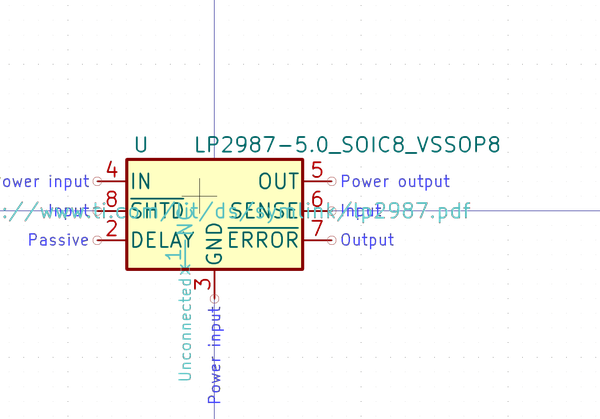 U LP2987-5.0_SOIC8_VSSOP8
4 5
ower input IN OUT Power output
8 6
Input SHTD SENSE Input
://www.ti.com/lit/ds/symlink/lp2987.pdf
2 7
Passive DELAY ERROR Output
1 NC
GND
3
Unconnected
Power input